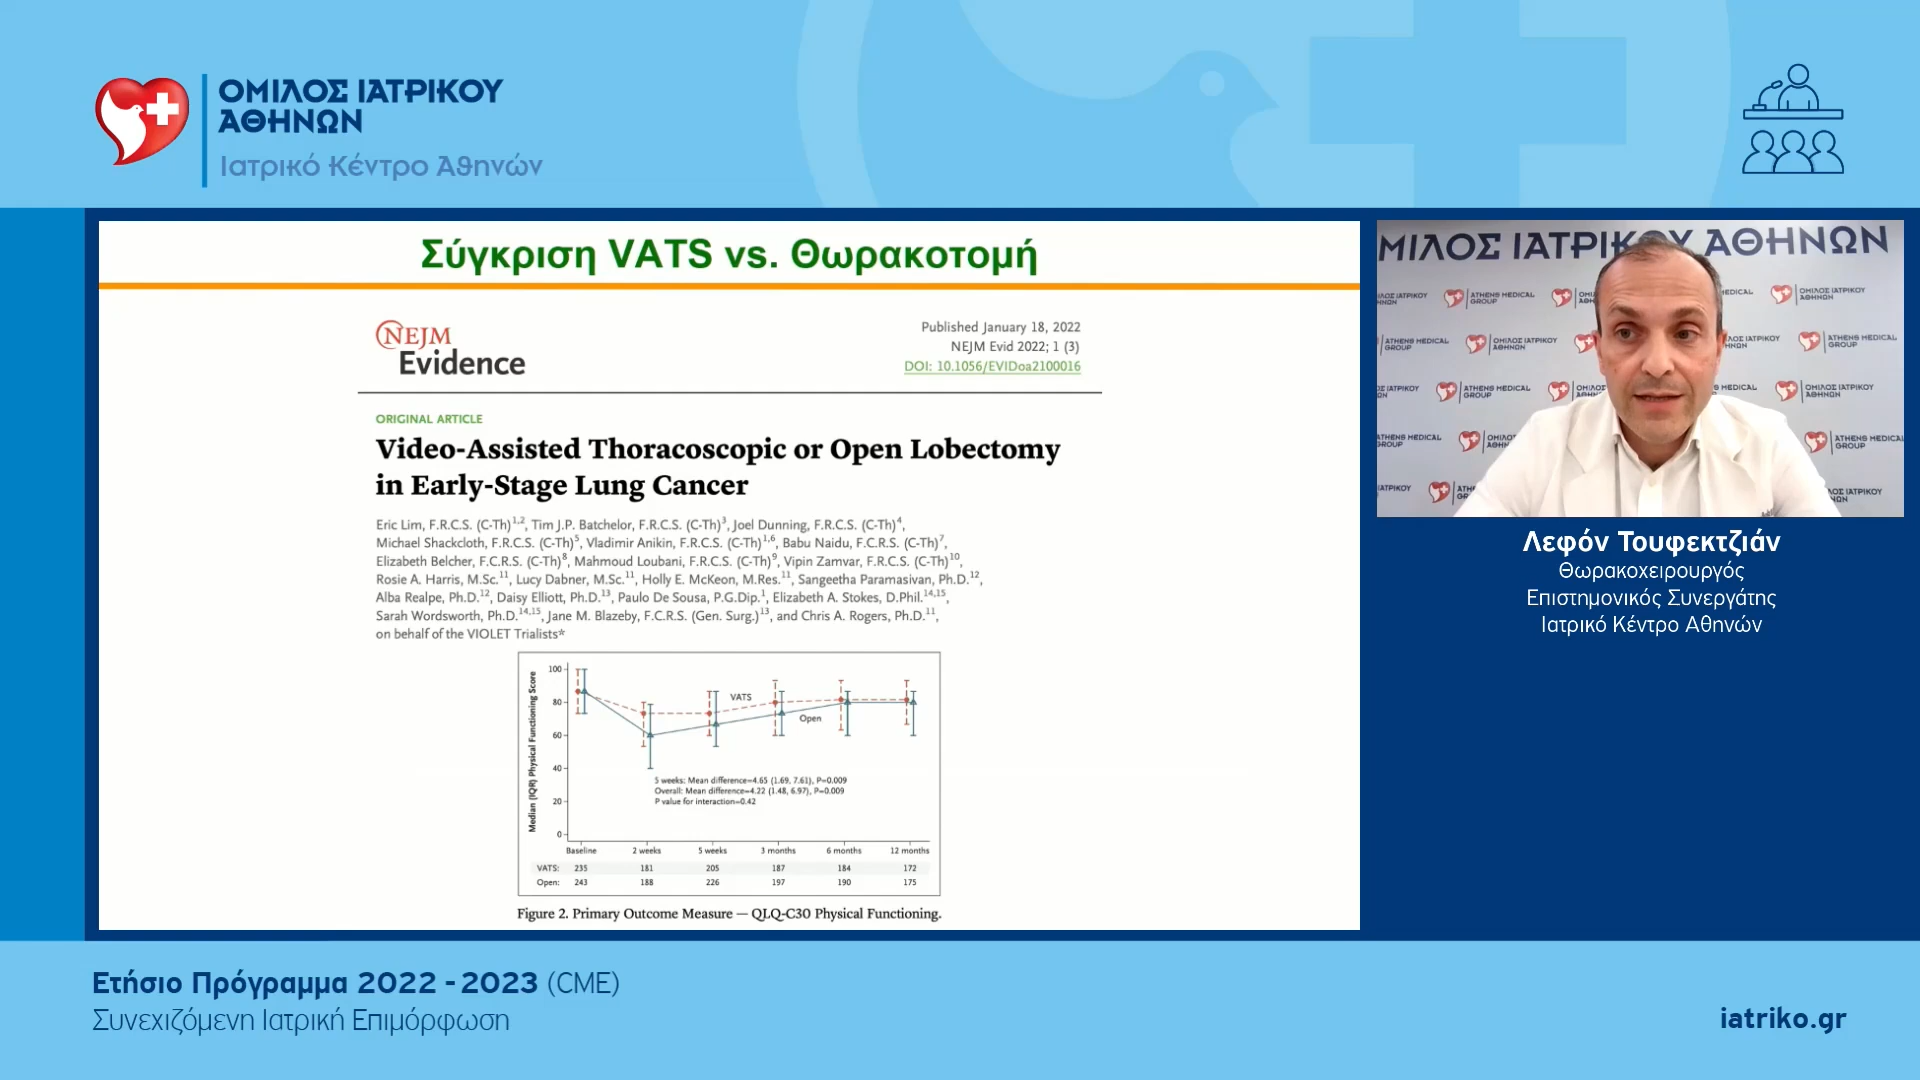 ΟΜΙΛΟΣ ΙΑΤΡΙΚΟΥ
ΑΘΗΝΩΝ
Ιατρικό Κέντρο Αθηνών
Σύγκριση VATS vs. Θωρακοτομή
NEJM
Evidence
Published January 18, 2022
NEJM Evid 2022; 1 (3)
DOI: 10.1056/EVIDoa2100016
ORIGINAL ARTICLE
Video-Assisted Thoracoscopic or Open Lobectomy
in Early-Stage Lung Cancer
Eric Lim, F.R.C.S. (C-Th)1,2, Tim J.P. Batchelor, F.R.C.S. (C-Th)3, Joel Dunning, F.R.C.S. (C-Th)4,
Michael Shackcloth, F.R.C.S. (C-Th)5, Vladimir Anikin, F.R.C.S. (C-Th)1,6, Babu Naidu, F.C.R.S. (C-Th)7,
Elizabeth Belcher, F.C.R.S. (C-Th)8, Mahmoud Loubani, F.R.C.S. (C-Th)9, Vipin Zamvar, F.R.C.S. (C-Th)10,
Rosie A. Harris, M.Sc.11, Lucy Dabner, M.Sc.11, Holly E. McKeon, M.Res.11, Sangeetha Paramasivan, Ph.D.12,
Alba Realpe, Ph.D.12, Daisy Elliott, Ph.D.13, Paulo De Sousa, P.G.Dip.1, Elizabeth A. Stokes, D.Phil.14,15,
Sarah Wordsworth, Ph.D.14,15, Jane M. Blazeby, F.C.R.S. (Gen. Surg.)13, and Chris A. Rogers, Ph.D.11,
on behalf of the VIOLET Trialists*
Median (IQR) Physical Functioning Score
100
80
60
40
20
0
VATS
Open
5 weeks: Mean difference=4.65 (1.69, 7.61), P=0.009
Overall: Mean difference=4.22 (1.48, 6.97), P=0.009
P value for interaction=0.42
Baseline 2 weeks 5 weeks 3 months 6 months 12 months
VATS: 235 181 205 187 184 172
Open: 243 188 226 197 190 175
Figure 2. Primary Outcome Measure — QLQ-C30 Physical Functioning.
ΜΙΛΟΣ ΙΑΤΡΙΚ Υ ΑΘΗΝΩΝ
ATHENS MEDICAL GROUP
ΟΜΙΛΟΣ ΙΑΤΡΙΚΟΥ ΑΘΗΝΩΝ
Λεφόν Τουφεκτζιάν
Θωρακοχειρουργός
Επιστημονικός Συνεργάτης
Ιατρικό Κέντρο Αθηνών
Ετήσιο Πρόγραμμα 2022 - 2023 (CME)
Συνεχιζόμενη Ιατρική Επιμόρφωση
iatriko.gr